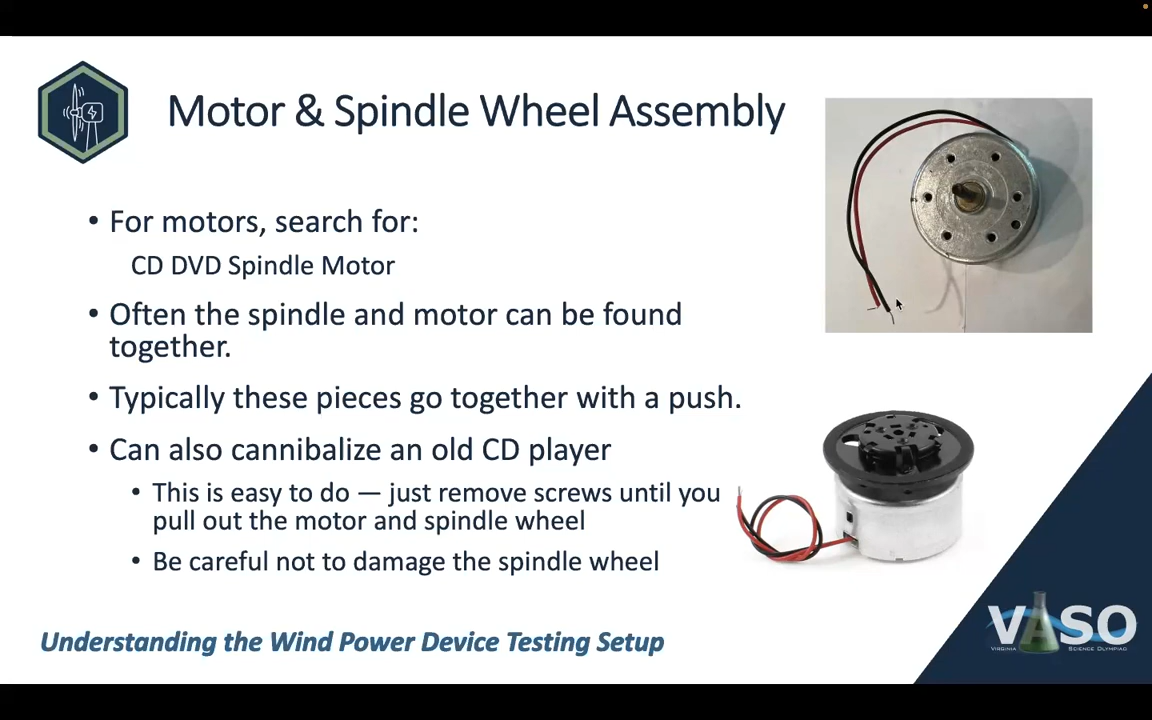 Motor & Spindle Wheel Assembly
• For motors, search for:
CD DVD Spindle Motor
• Often the spindle and motor can be found
together.
• Typically these pieces go together with a push.
• Can also cannibalize an old CD player
• This is easy to do — just remove screws until you
pull out the motor and spindle wheel
• Be careful not to damage the spindle wheel
Understanding the Wind Power Device Testing Setup
VASO
VIRGINIA SCIENCE OLYMPIAD